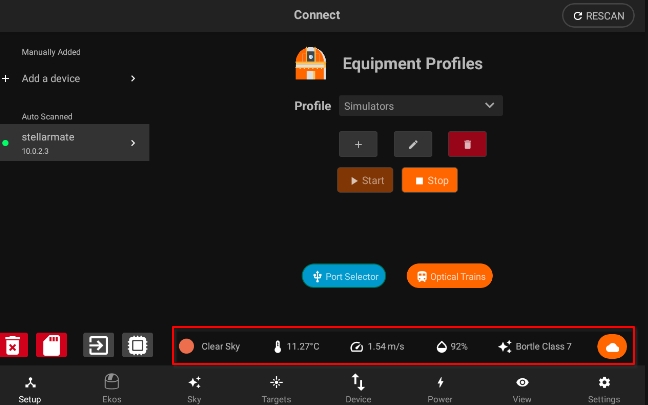 Connect
RESCAN
Manually Added
Add a device
Auto Scanned
stellarmate
10.0.2.3
Equipment Profiles
Profile
Simulators
Start
Stop
Port Selector
Optical Trains
Clear Sky
11.27°C
1.54 m/s
92%
Bortle Class 7
Setup
Ekos
Sky
Targets
Device
Power
View
Settings